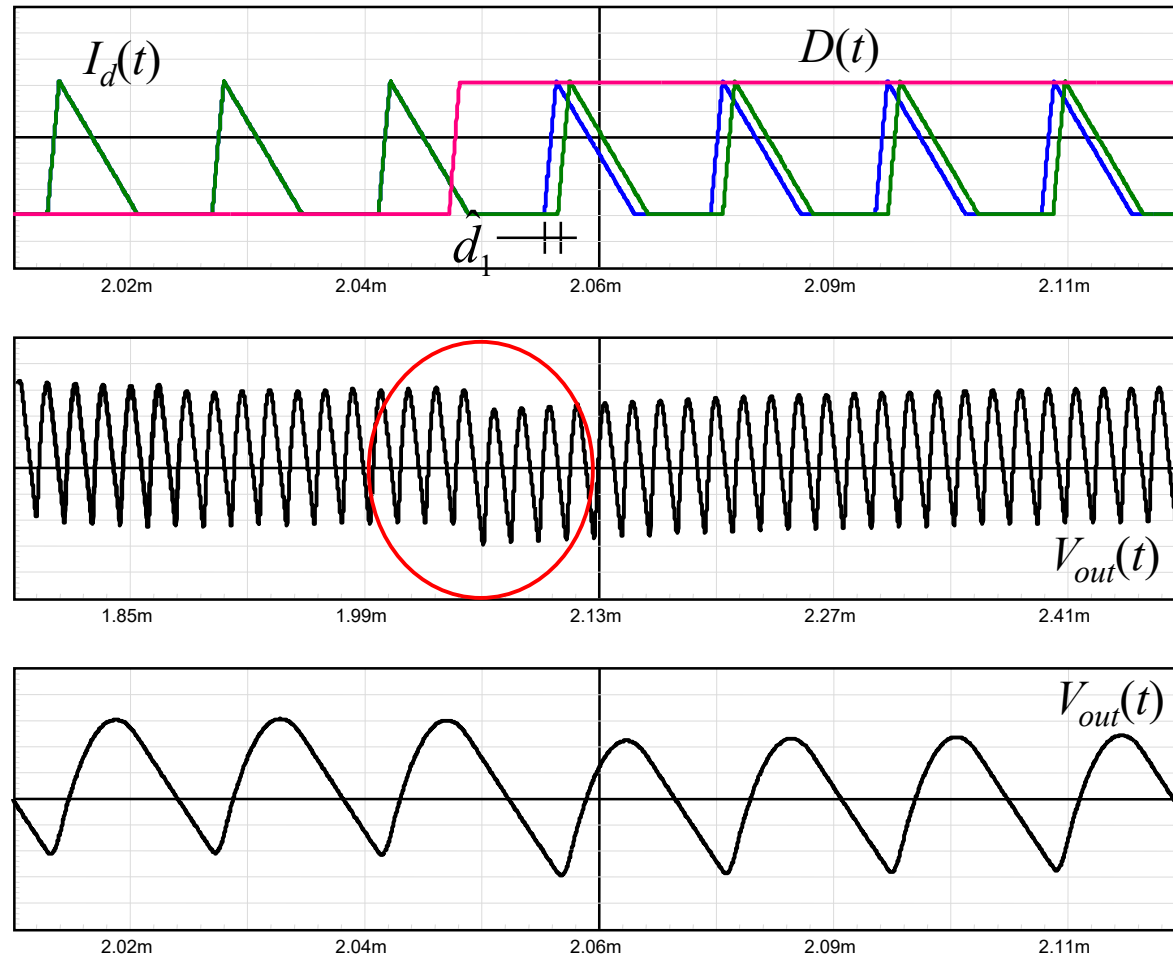 I_d(t) D(t)
d̂_1
2.02m 2.04m 2.06m 2.09m 2.11m
V_out(t)
1.85m 1.99m 2.13m 2.27m 2.41m
V_out(t)
2.02m 2.04m 2.06m 2.09m 2.11m